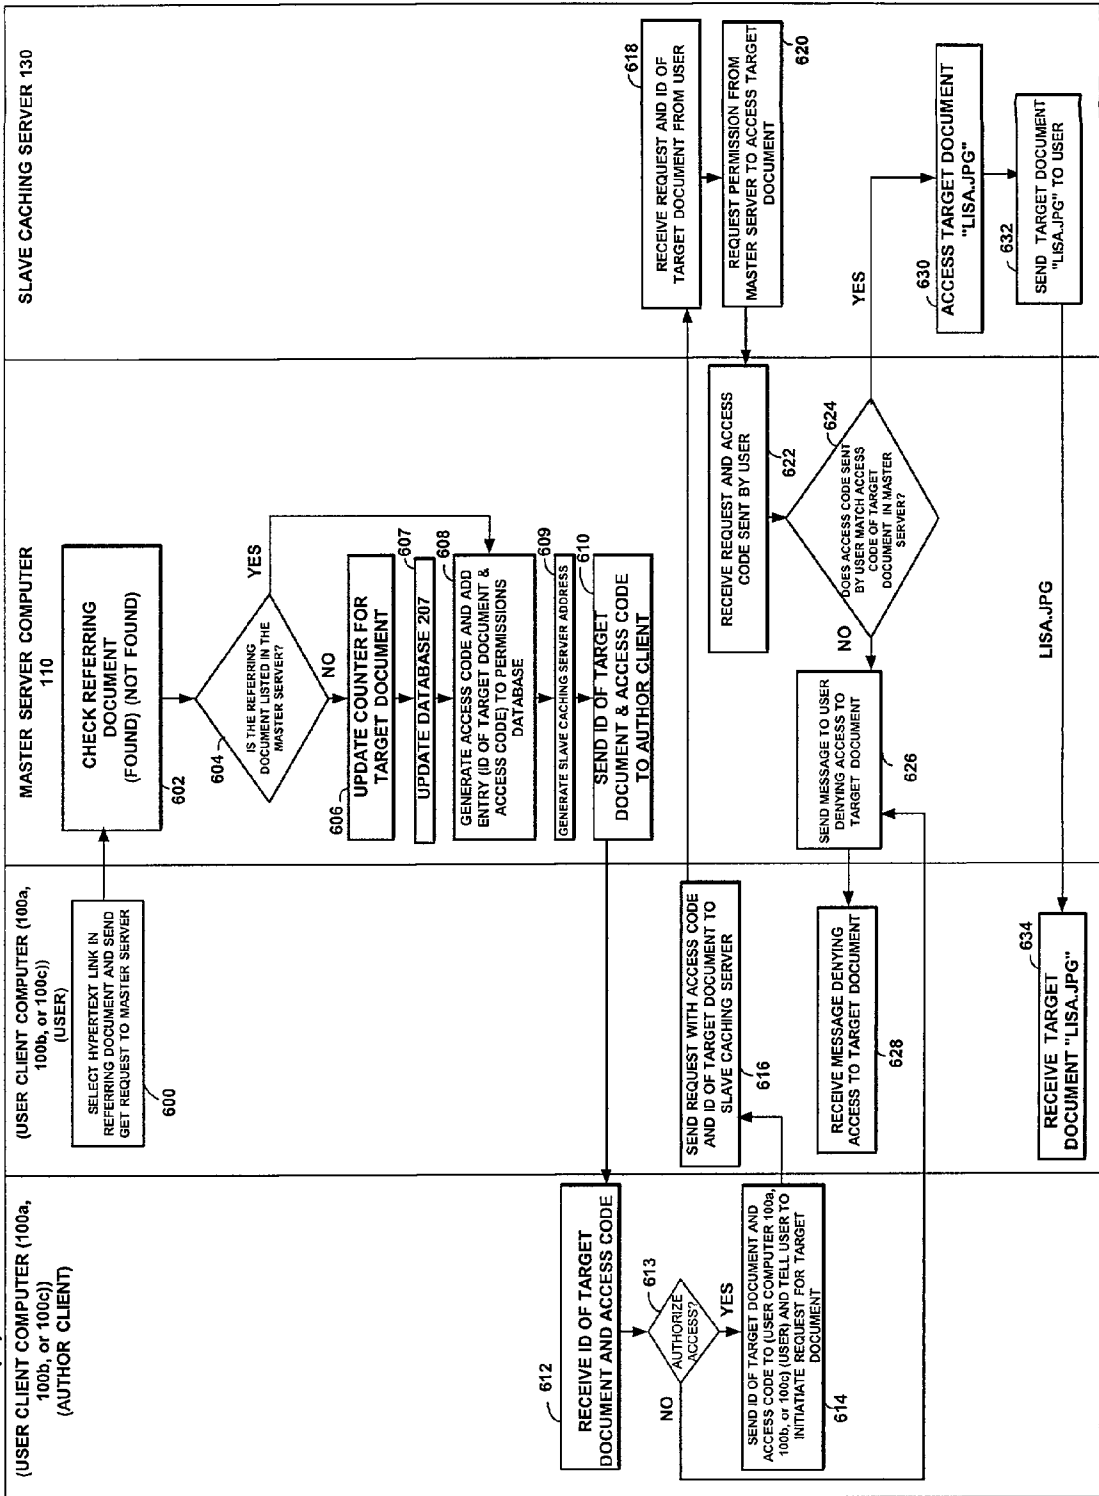 (USER CLIENT COMPUTER (100a,
100b, or 100c))
(AUTHOR CLIENT)
(USER CLIENT COMPUTER (100a,
100b, or 100c))
(USER)
MASTER SERVER COMPUTER
110
SLAVE CACHING SERVER 130
SELECT HYPERTEXT LINK IN
REFERRING DOCUMENT AND SEND
GET REQUEST TO MASTER SERVER
600
CHECK REFERRING
DOCUMENT
(FOUND) (NOT FOUND)
602
604
IS THE REFERRING
DOCUMENT LISTED IN THE
MASTER SERVER?
YES
NO
606
UPDATE COUNTER FOR
TARGET DOCUMENT
607
UPDATE DATABASE 207
608
GENERATE ACCESS CODE AND ADD
ENTRY (ID OF TARGET DOCUMENT &
ACCESS CODE) TO PERMISSIONS
DATABASE
609
GENERATE SLAVE CACHING SERVER ADDRESS
610
SEND ID OF TARGET
DOCUMENT & ACCESS CODE
TO AUTHOR CLIENT
612
RECEIVE ID OF TARGET
DOCUMENT AND ACCESS CODE
613
AUTHORIZE
ACCESS?
NO
YES
SEND ID OF TARGET DOCUMENT AND
ACCESS CODE TO (USER COMPUTER 100a,
100b, or 100c) (USER) AND TELL USER TO
INITIATIATE REQUEST FOR TARGET
DOCUMENT
614
SEND REQUEST WITH ACCESS CODE
AND ID OF TARGET DOCUMENT TO
SLAVE CACHING SERVER
616
618
RECEIVE REQUEST AND ID OF
TARGET DOCUMENT FROM USER
REQUEST PERMISSION FROM
MASTER SERVER TO ACCESS TARGET
DOCUMENT
620
RECEIVE REQUEST AND ACCESS
CODE SENT BY USER
622
624
DOES ACCESS CODE SENT
BY USER MATCH ACCESS
CODE OF TARGET
DOCUMENT IN MASTER
SERVER?
NO
YES
SEND MESSAGE TO USER
DENYING ACCESS TO
TARGET DOCUMENT
626
RECEIVE MESSAGE DENYING
ACCESS TO TARGET DOCUMENT
628
630
ACCESS TARGET DOCUMENT
"LISA.JPG"
632
SEND TARGET DOCUMENT
"LISA.JPG" TO USER
LISA.JPG
634
RECEIVE TARGET
DOCUMENT "LISA.JPG"